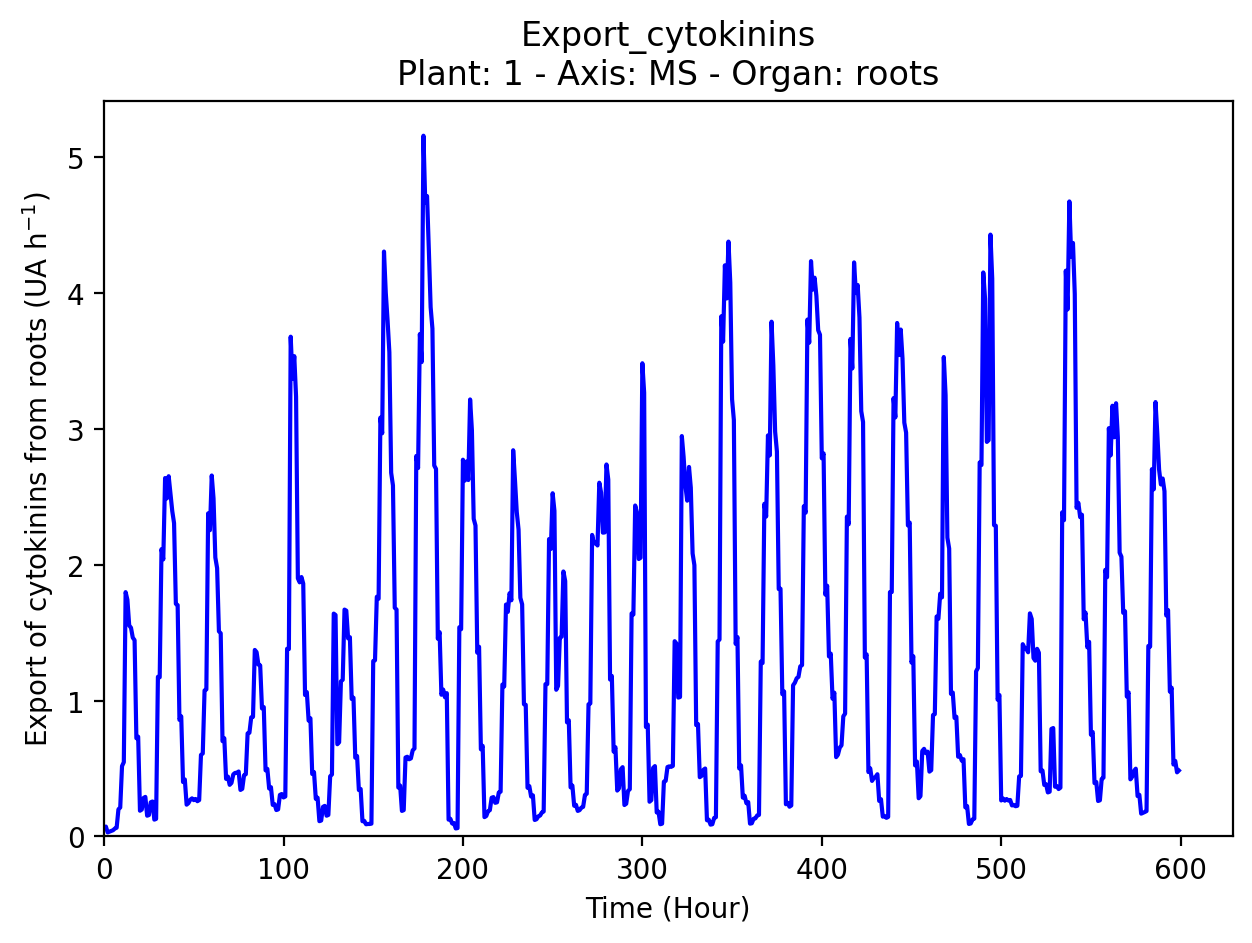 Export_cytokinins
Plant: 1 - Axis: MS - Organ: roots
Export of cytokinins from roots (UA h⁻¹)
5
4
3
2
1
0
0 100 200 300 400 500 600
Time (Hour)